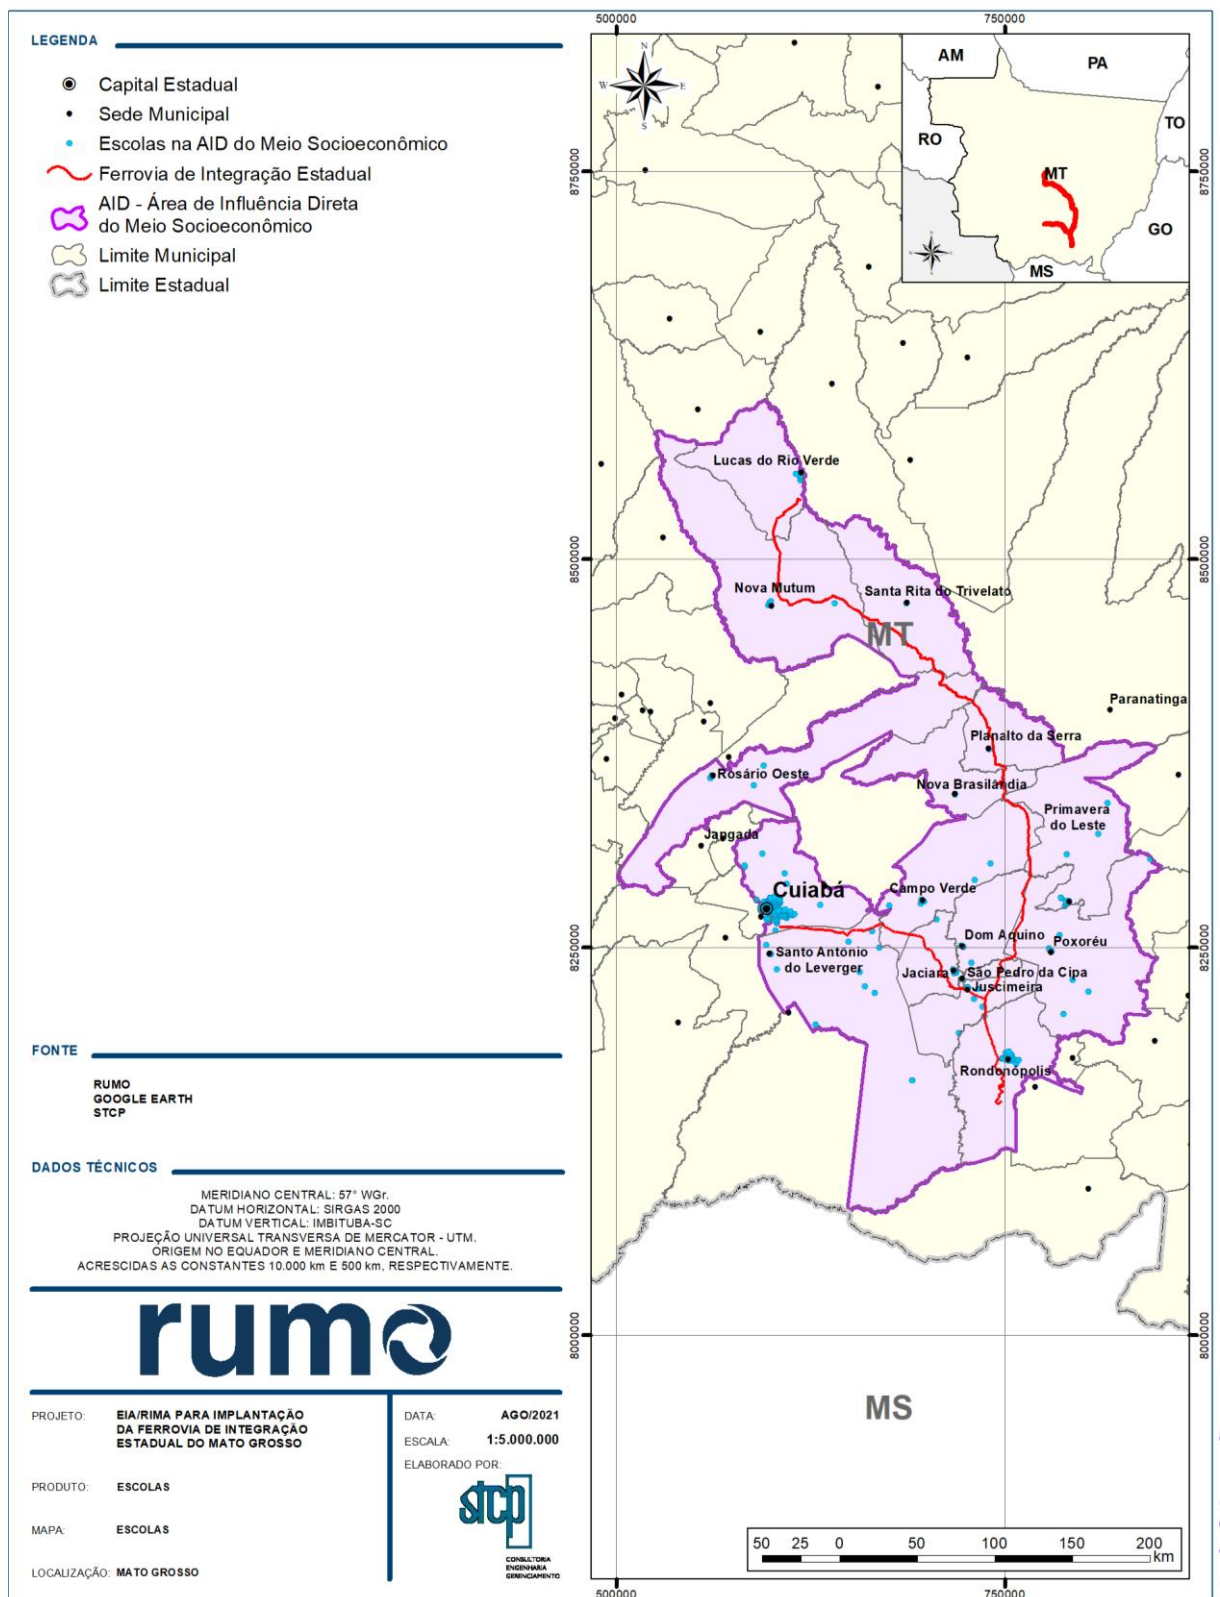 LEGENDA
Capital Estadual
Sede Municipal
Escolas na AID do Meio Socioeconômico
Ferrovia de Integração Estadual
AID - Área de Influência Direta
do Meio Socioeconômico
Limite Municipal
Limite Estadual
FONTE
RUMO
GOOGLE EARTH
STCP
DADOS TÉCNICOS
MERIDIANO CENTRAL: 57° WGr.
DATUM HORIZONTAL: SIRGAS 2000
DATUM VERTICAL: IMBITUBA-SC
PROJEÇÃO UNIVERSAL TRANSVERSA DE MERCATOR - UTM.
ORIGEM NO EQUADOR E MERIDIANO CENTRAL.
ACRESCIDAS AS CONSTANTES 10.000 km E 500 km, RESPECTIVAMENTE.
rumo
PROJETO: EIA/RIMA PARA IMPLANTAÇÃO
DA FERROVIA DE INTEGRAÇÃO
ESTADUAL DO MATO GROSSO
PRODUTO: ESCOLAS
MAPA: ESCOLAS
LOCALIZAÇÃO: MATO GROSSO
DATA: AGO/2021
ESCALA: 1:5.000.000
ELABORADO POR:
stcp
CONSULTORIA
ENGENHARIA
GERENCIAMENTO
500000 750000
N
W E
S
AM
PA
TO
RO
MT
GO
MS
8750000 8750000
Lucas do Rio Verde
8500000 8500000
Nova Mutum
Santa Rita do Trivelato
MT
Paranatinga
Planalto da Serra
Rosário Oeste
Nova Brasilândia
Primavera
do Leste
Jangada
Cuiabá
Campo Verde
Dom Aquino
Poxoréu
8250000 8250000
Santo Antônio
do Leverger
Jaciara
São Pedro da Cipa
Juscimeira
Rondonópolis
8000000 8000000
MS
50 25 0 50 100 150 200
km
500000 750000